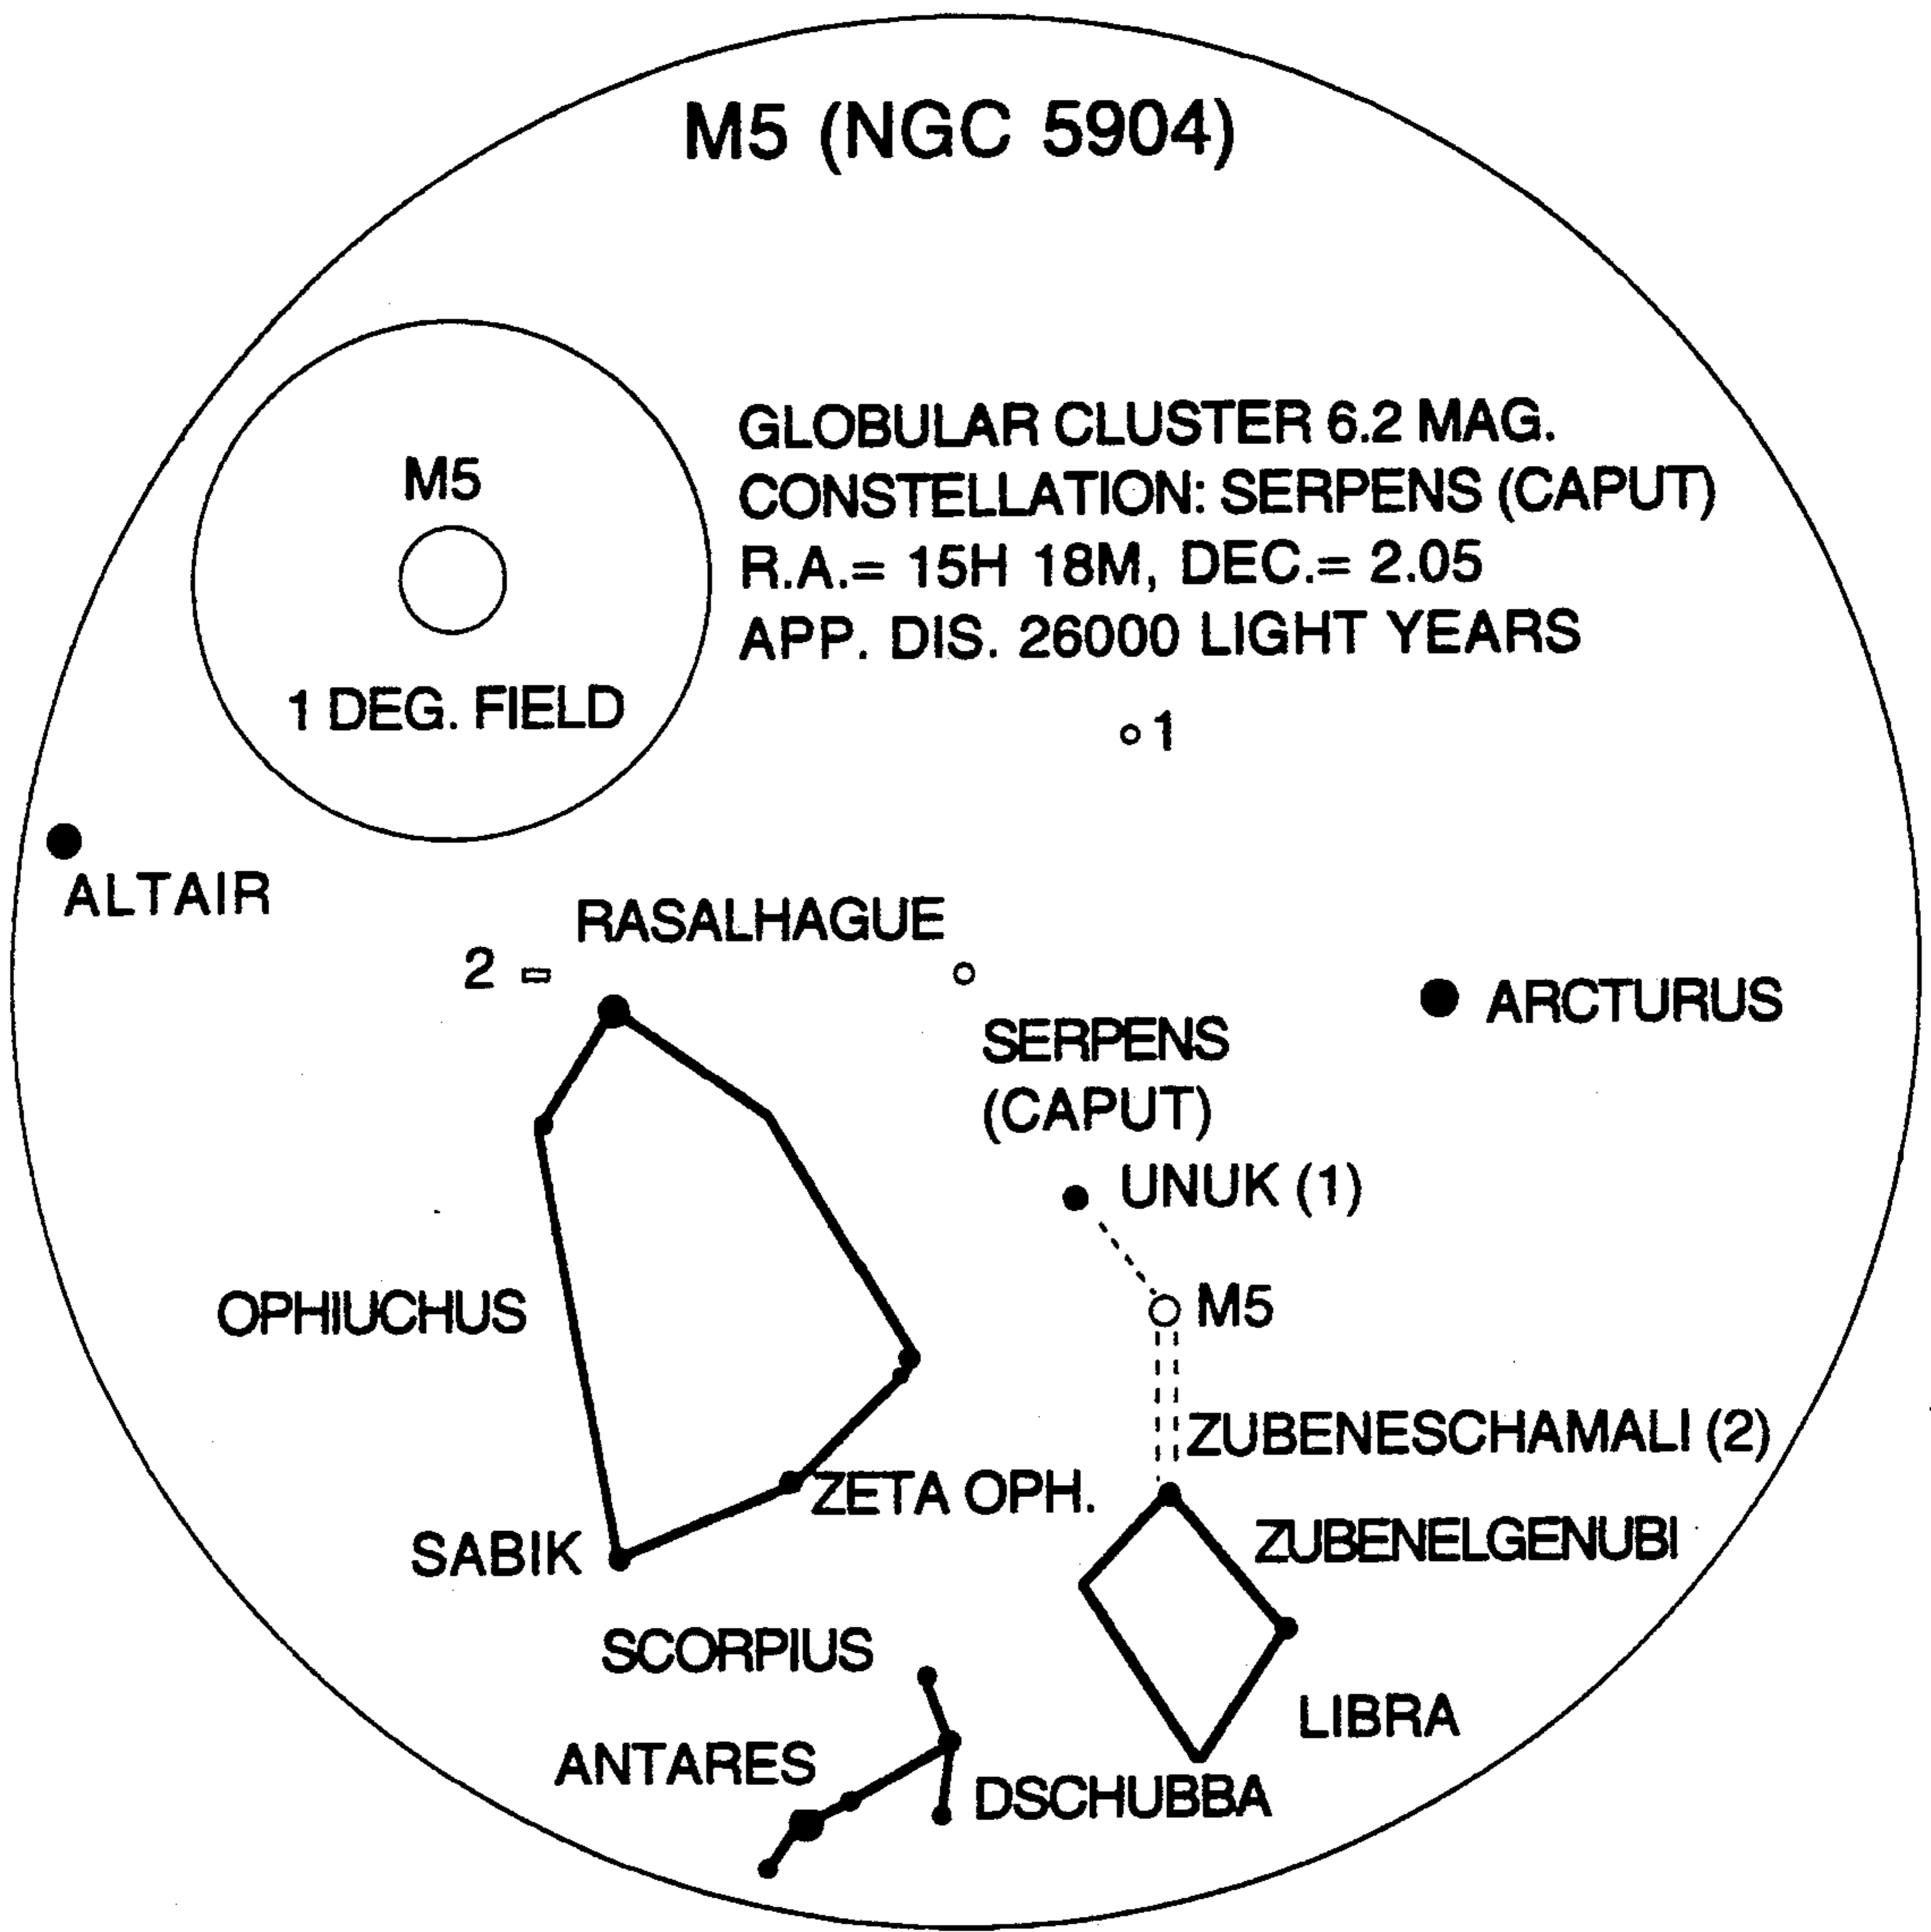 M5 (NGC 5904)
GLOBULAR CLUSTER 6.2 MAG.
CONSTELLATION: SERPENS (CAPUT)
R.A.= 15H 18M, DEC.= 2.05
APP. DIS. 26000 LIGHT YEARS
M5
1 DEG. FIELD
1
ALTAIR
RASALHAGUE
2 =
ARCTURUS
SERPENS
(CAPUT)
UNUK (1)
OPHIUCHUS
M5
ZUBENESCHAMALI (2)
ZETA OPH.
ZUBENELGENUBI
SABIK
SCORPIUS
LIBRA
ANTARES
DSCHUBBA